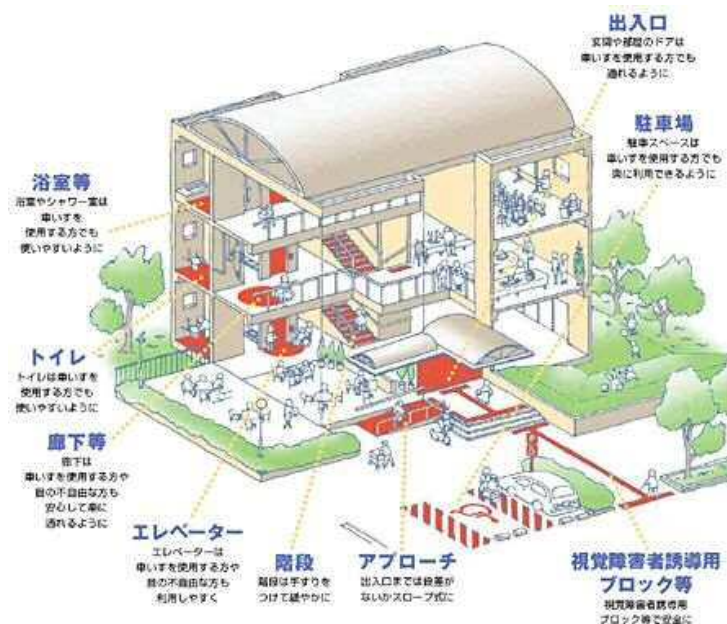 出入口
玄関や部屋のドアは
車いすを使用する方でも
通れるように
駐車場
駐車スペースは
車いすを使用する方でも
楽に利用できるように
浴室等
浴室やシャワー室は
車いすを
使用する方でも
使いやすいように
トイレ
トイレは車いすを
使用する方でも
使いやすいように
廊下等
廊下は
車いすを使用する方や
目の不自由な方も
安心して楽に
通れるように
エレベーター
エレベーターは
車いすを使用する方や
目の不自由な方も
利用しやすく
階段
階段は手すりを
つけて緩やかに
アプローチ
出入口までは段差が
ないかスロープ式に
視覚障害者誘導用
ブロック等
視覚障害者誘導用
ブロック等で安全に